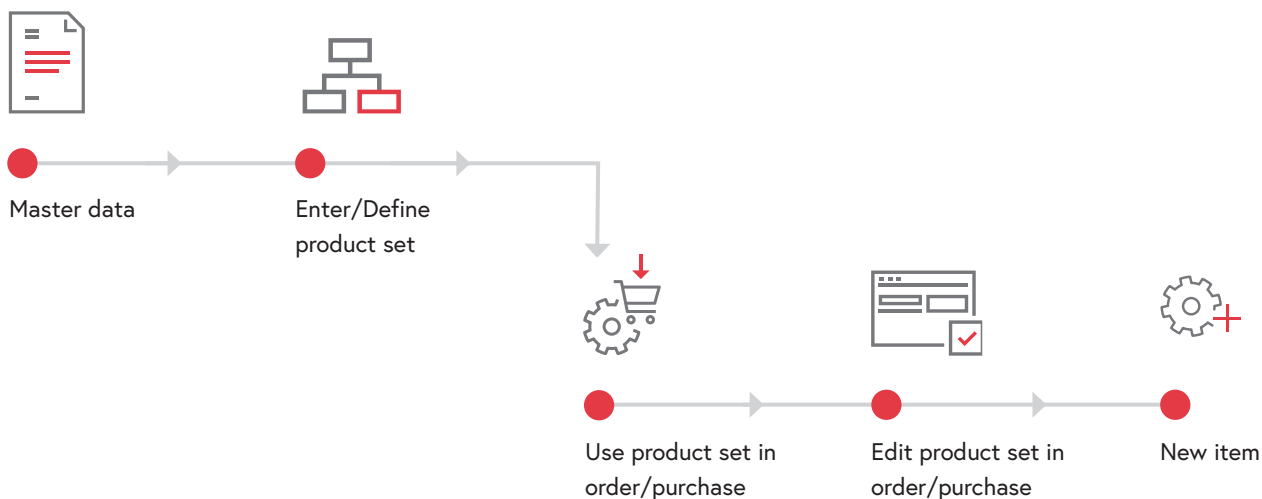 Master data
Enter/Define
product set
Use product set in
order/purchase
Edit product set in
order/purchase
New item